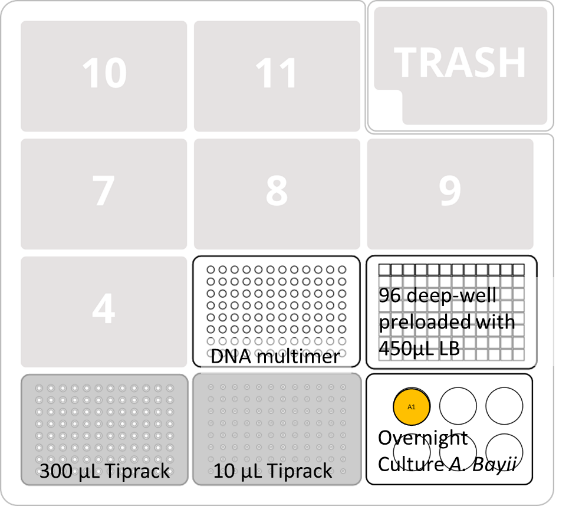 10
11
TRASH
7
8
9
4
DNA multimer
96 deep-well
preloaded with
450µL LB
300 µL Tiprack
10 µL Tiprack
A1
Overnight
Culture A. Bayii